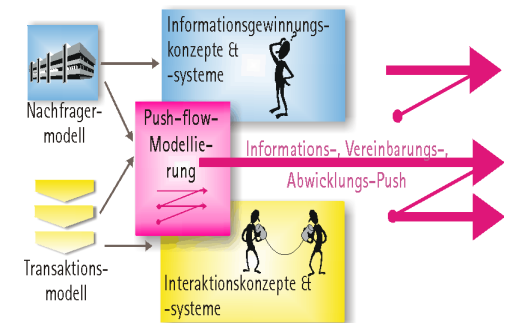 Informationsgewinnungs-
konzepte &
-systeme
Nachfrager-
modell
Push-flow-
Modellie-
rung
Informations-, Vereinbarungs-,
Abwicklungs-Push
Transaktions-
modell
Interaktionskonzepte &
-systeme